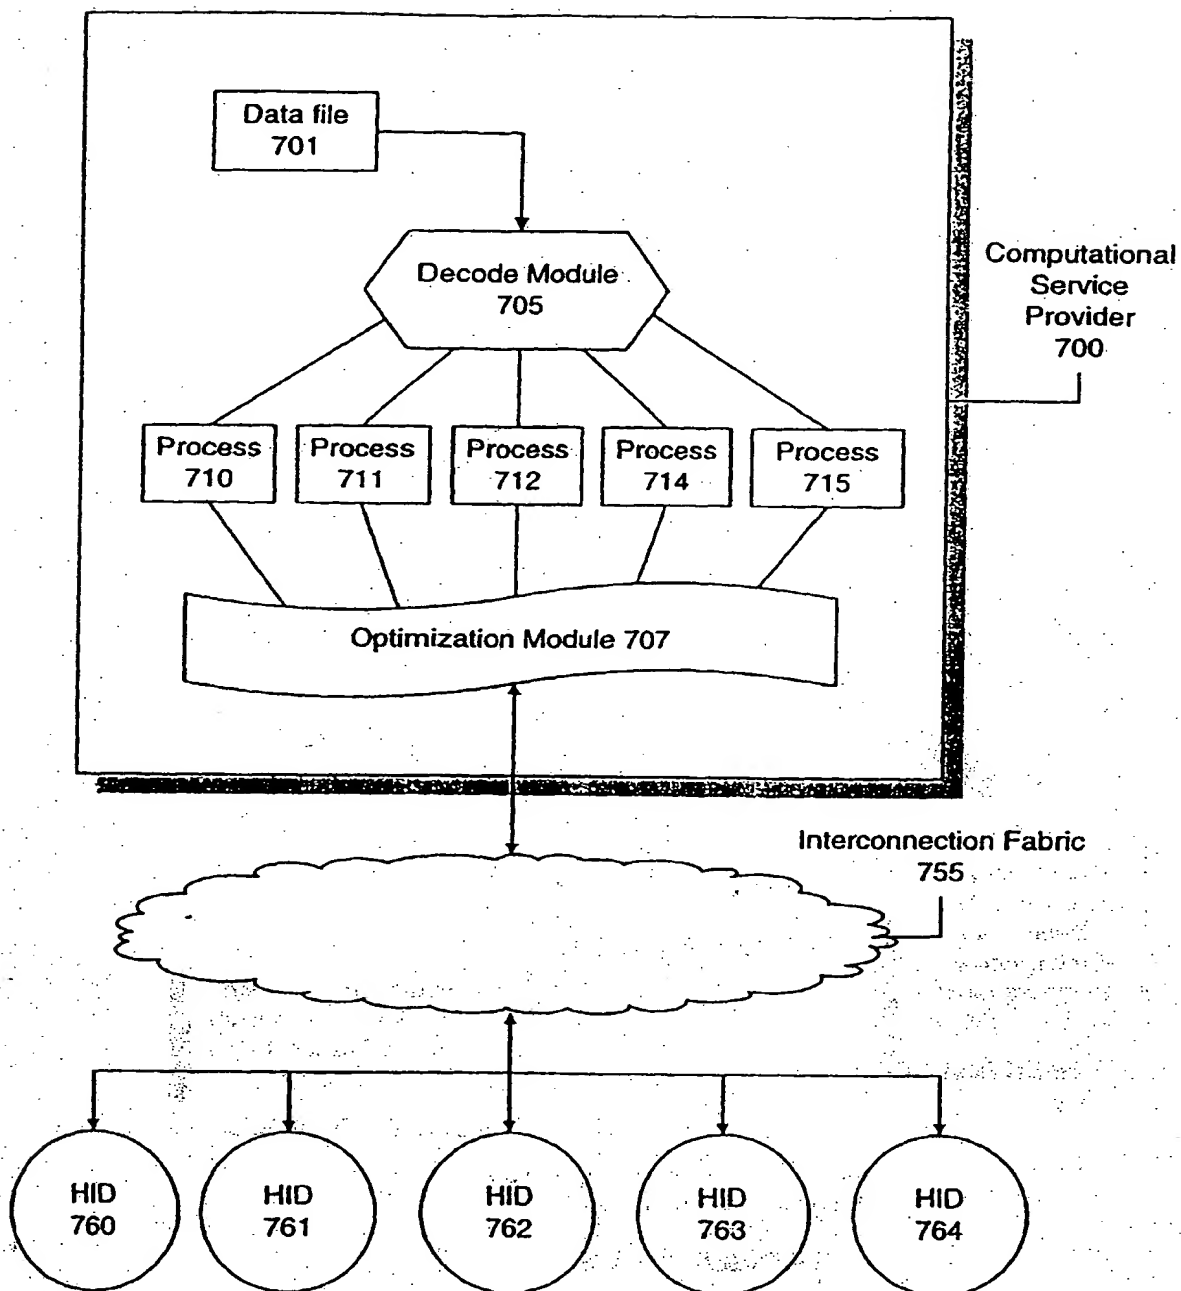 Data file
701
Decode Module
705
Computational
Service
Provider
700
Process
710
Process
711
Process
712
Process
714
Process
715
Optimization Module 707
Interconnection Fabric
755
HID
760
HID
761
HID
762
HID
763
HID
764